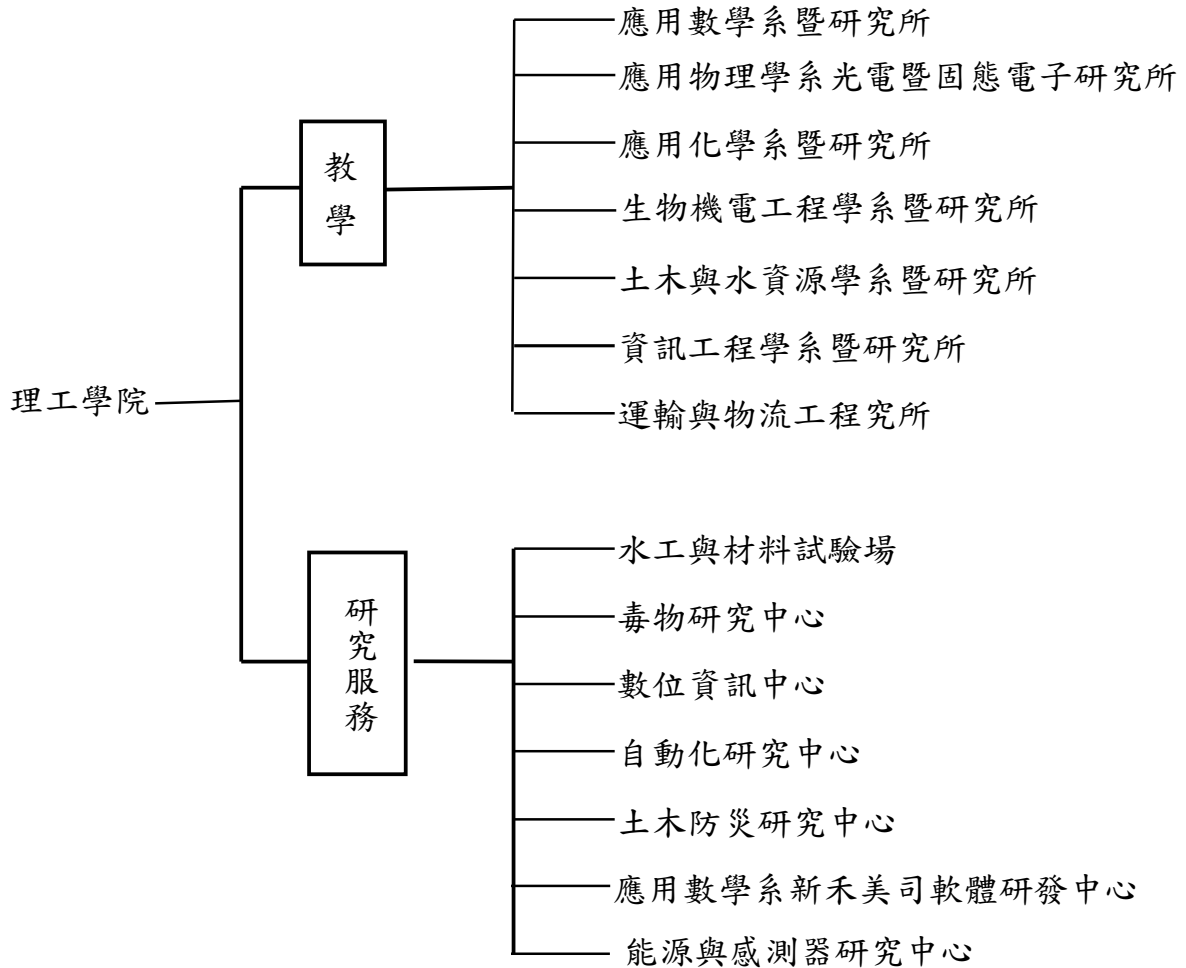 理工學院
教學
應用數學系暨研究所
應用物理學系光電暨固態電子研究所
應用化學系暨研究所
生物機電工程學系暨研究所
土木與水資源學系暨研究所
資訊工程學系暨研究所
運輸與物流工程究所
研究服務
水工與材料試驗場
毒物研究中心
數位資訊中心
自動化研究中心
土木防災研究中心
應用數學系新禾美司軟體研發中心
能源與感測器研究中心